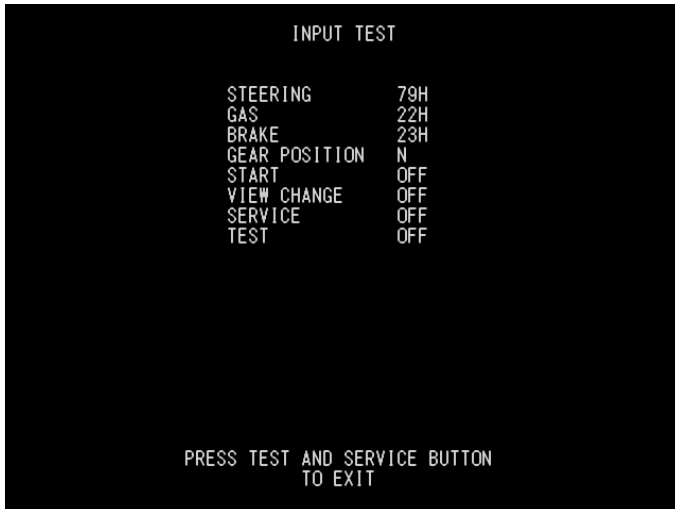 INPUT TEST
STEERING 79H
GAS 22H
BRAKE 23H
GEAR POSITION N
START OFF
VIEW CHANGE OFF
SERVICE OFF
TEST OFF
PRESS TEST AND SERVICE BUTTON
TO EXIT